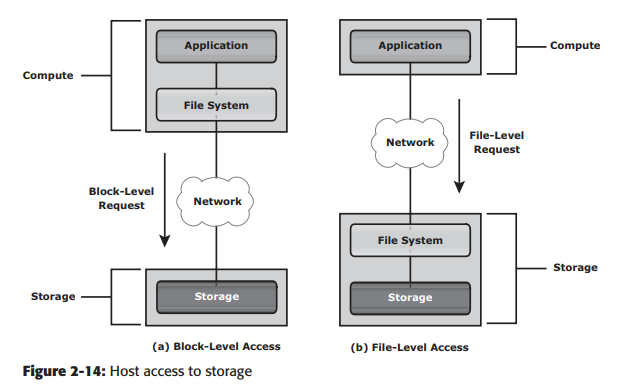 Application
Compute
File System
Block-Level
Request
Network
Storage
Storage
(a) Block-Level Access
Application
Compute
Network
File-Level
Request
File System
Storage
Storage
(b) File-Level Access
Figure 2-14: Host access to storage